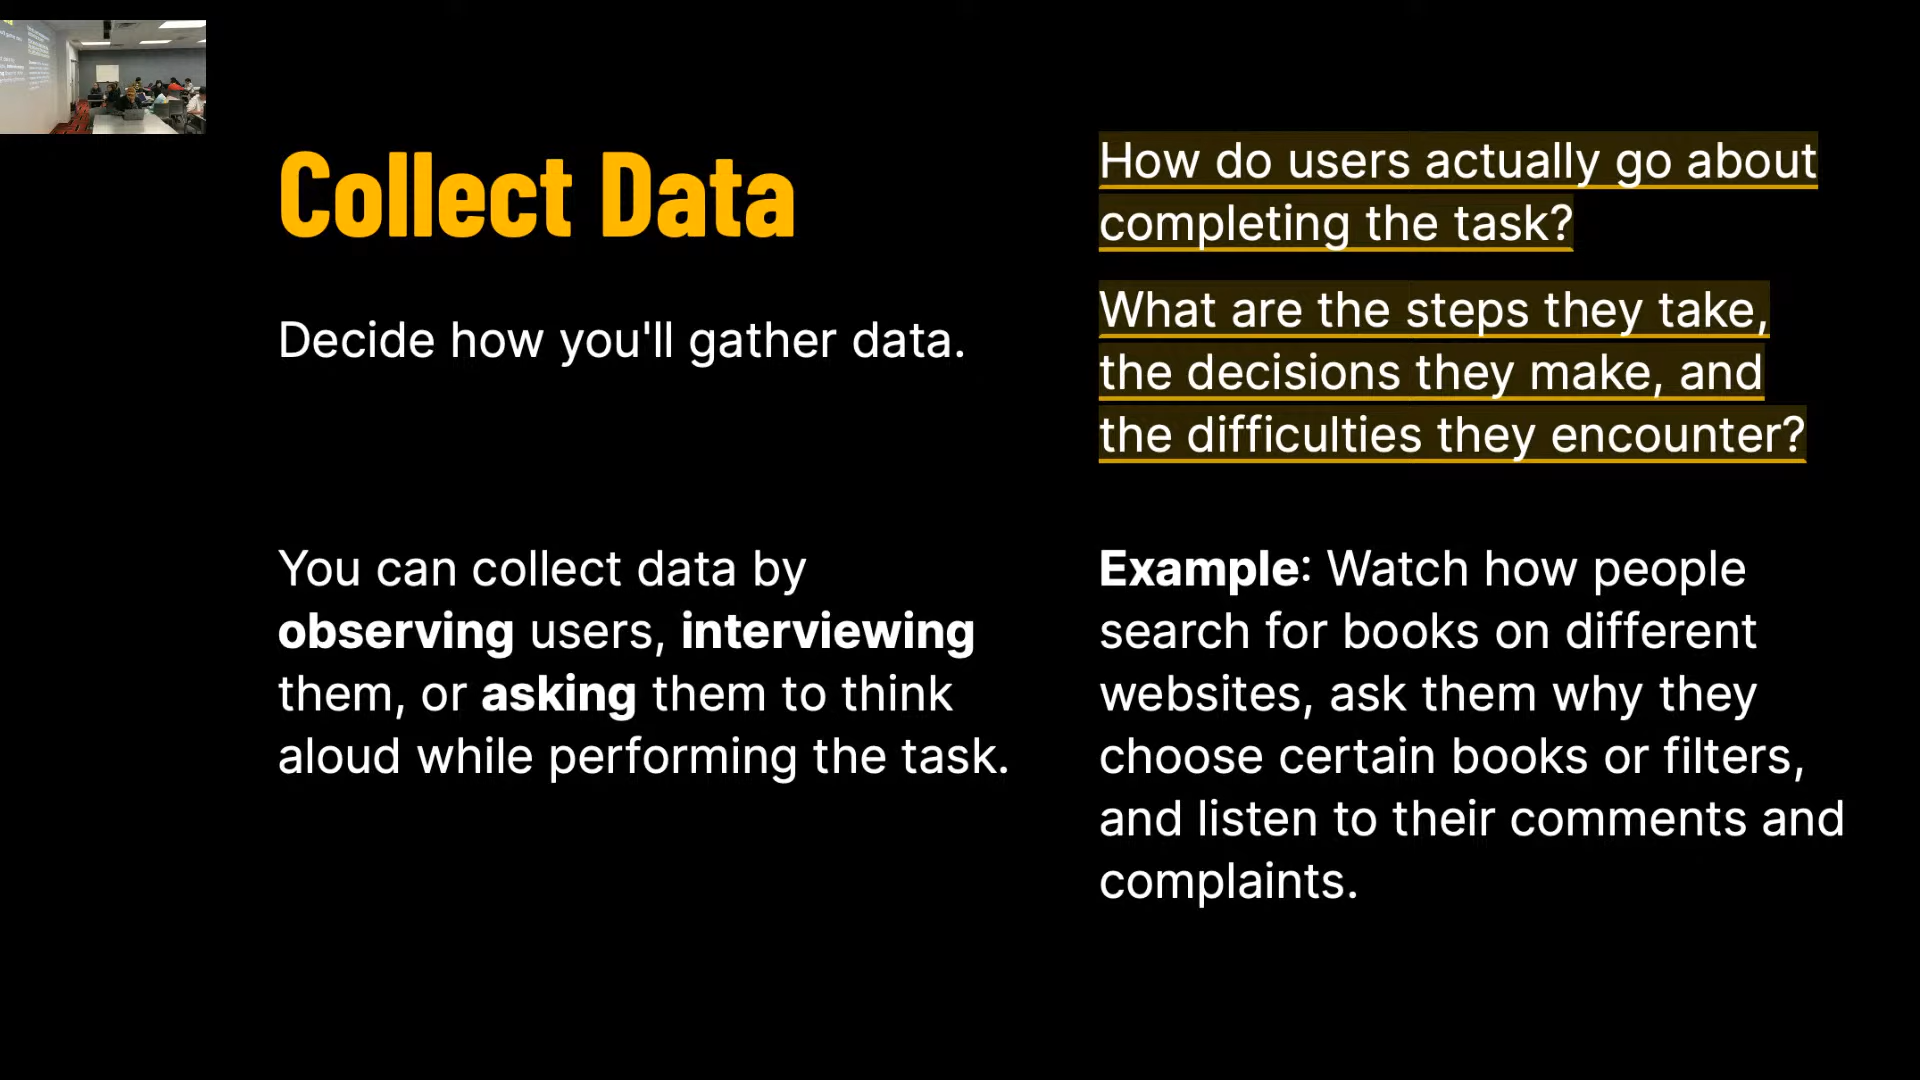 Collect Data
Decide how you'll gather data.
You can collect data by
observing users, interviewing
them, or asking them to think
aloud while performing the task.
How do users actually go about
completing the task?
What are the steps they take,
the decisions they make, and
the difficulties they encounter?
Example: Watch how people
search for books on different
websites, ask them why they
choose certain books or filters,
and listen to their comments and
complaints.